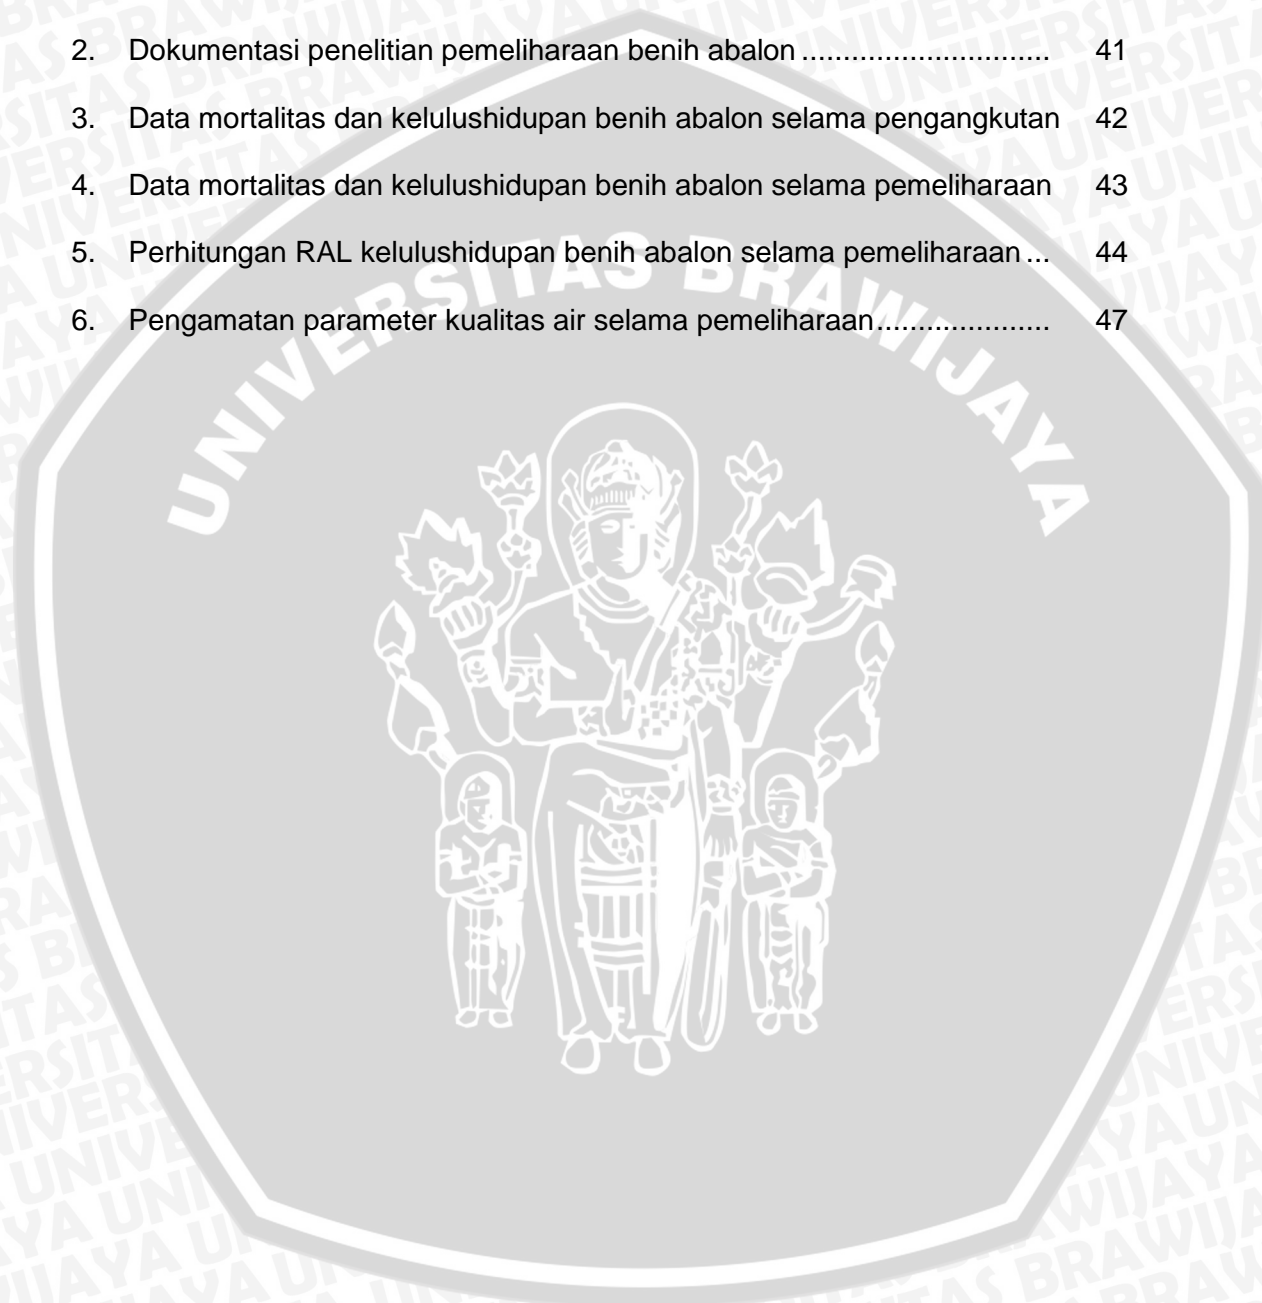 2. Dokumentasi penelitian pemeliharaan benih abalon .............................. 41
3. Data mortalitas dan kelulushidupan benih abalon selama pengangkutan 42
4. Data mortalitas dan kelulushidupan benih abalon selama pemeliharaan 43
5. Perhitungan RAL kelulushidupan benih abalon selama pemeliharaan ... 44
6. Pengamatan parameter kualitas air selama pemeliharaan..................... 47
UNIVERSITAS BRAWIJAYA